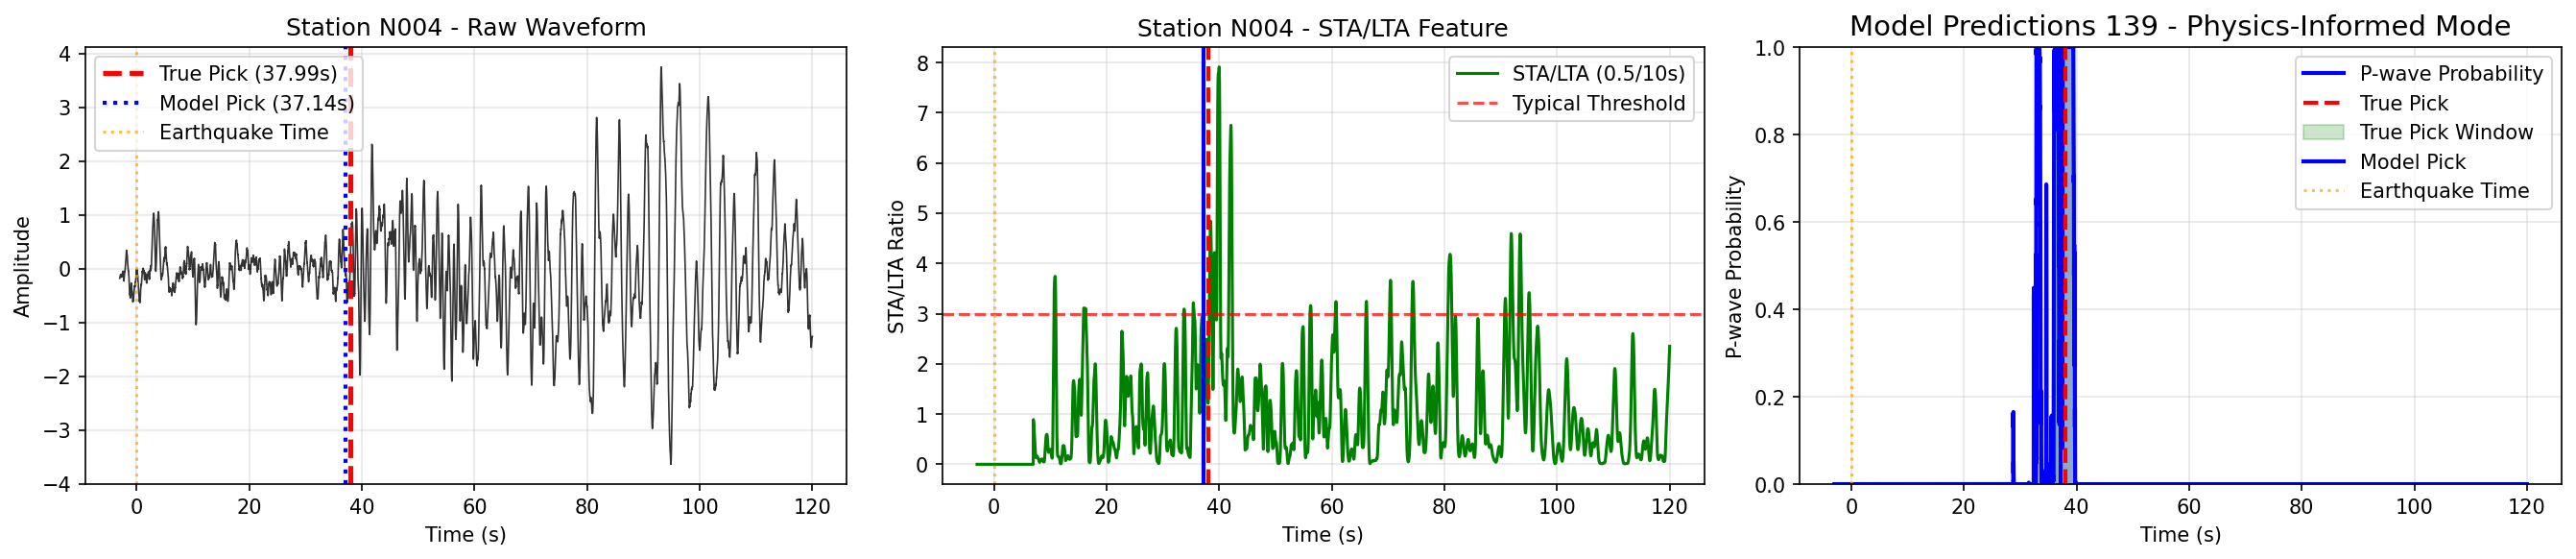 Station N004 - Raw Waveform
4
3
2
1
0
−1
−2
−3
−4
Amplitude
True Pick (37.99s)
Model Pick (37.14s)
Earthquake Time
0 20 40 60 80 100 120
Time (s)
Station N004 - STA/LTA Feature
8
7
6
5
4
3
2
1
0
STA/LTA Ratio
STA/LTA (0.5/10s)
Typical Threshold
0 20 40 60 80 100 120
Time (s)
Model Predictions 139 - Physics-Informed Mode
1.0
0.8
0.6
0.4
0.2
0.0
P-wave Probability
P-wave Probability
True Pick
True Pick Window
Model Pick
Earthquake Time
0 20 40 60 80 100 120
Time (s)